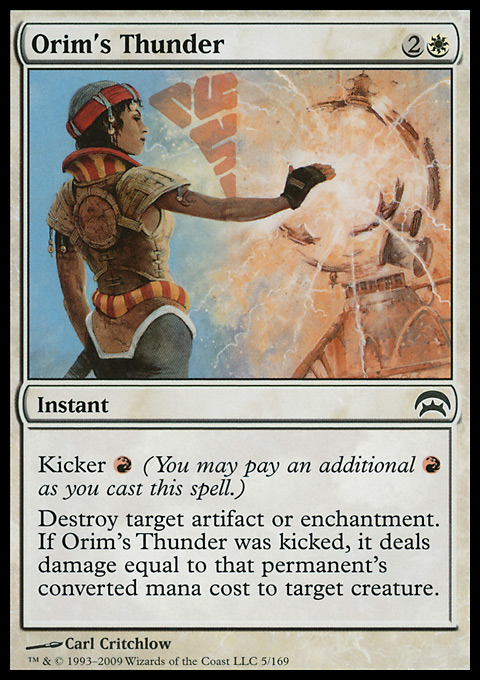 Orim's Thunder 2
Instant
Kicker (You may pay an additional
as you cast this spell.)
Destroy target artifact or enchantment.
If Orim's Thunder was kicked, it deals
damage equal to that permanent's
converted mana cost to target creature.
Carl Critchlow
™ & © 1993–2009 Wizards of the Coast LLC 5/169